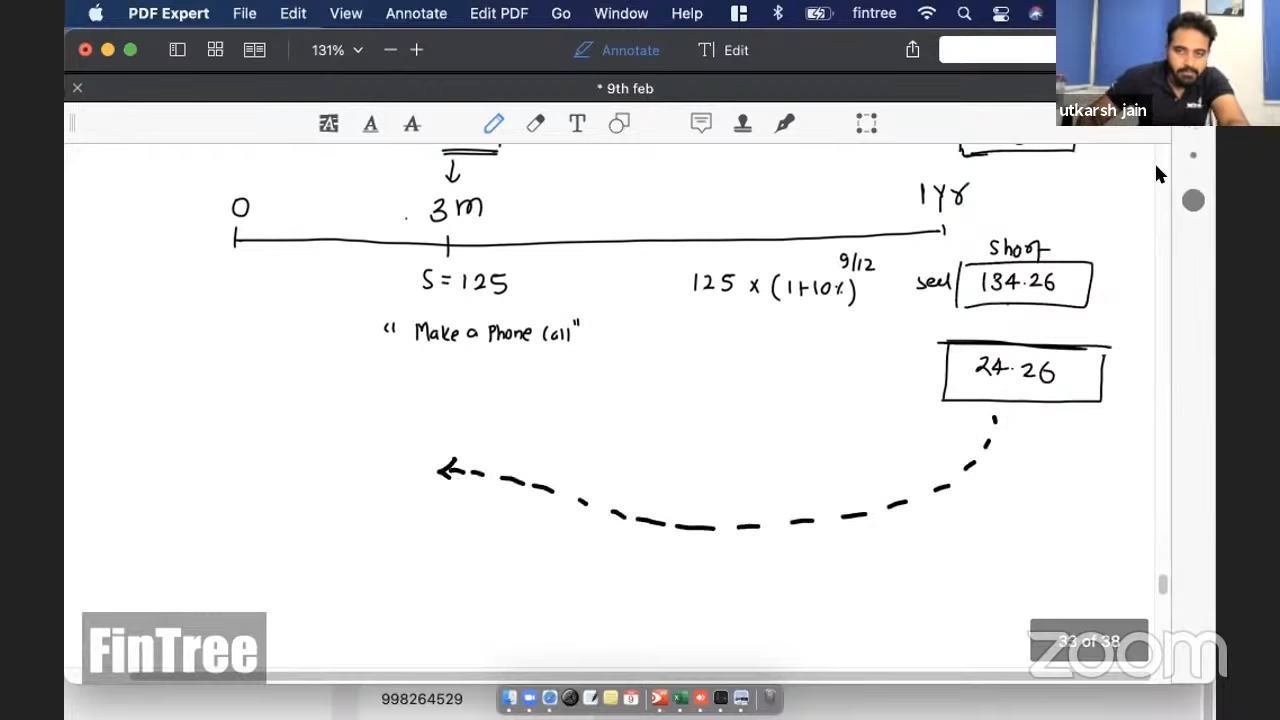 PDF Expert File Edit View Annotate Edit PDF Go Window Help fintree
131% Annotate Edit
* 9th feb
utkarsh jain
0 3m 1yr
S = 125
125 × (1+10%)^9/12
Short
sell 134.26
" Make a Phone Call"
24.26
FinTree
33 of 38
zoom
998264529